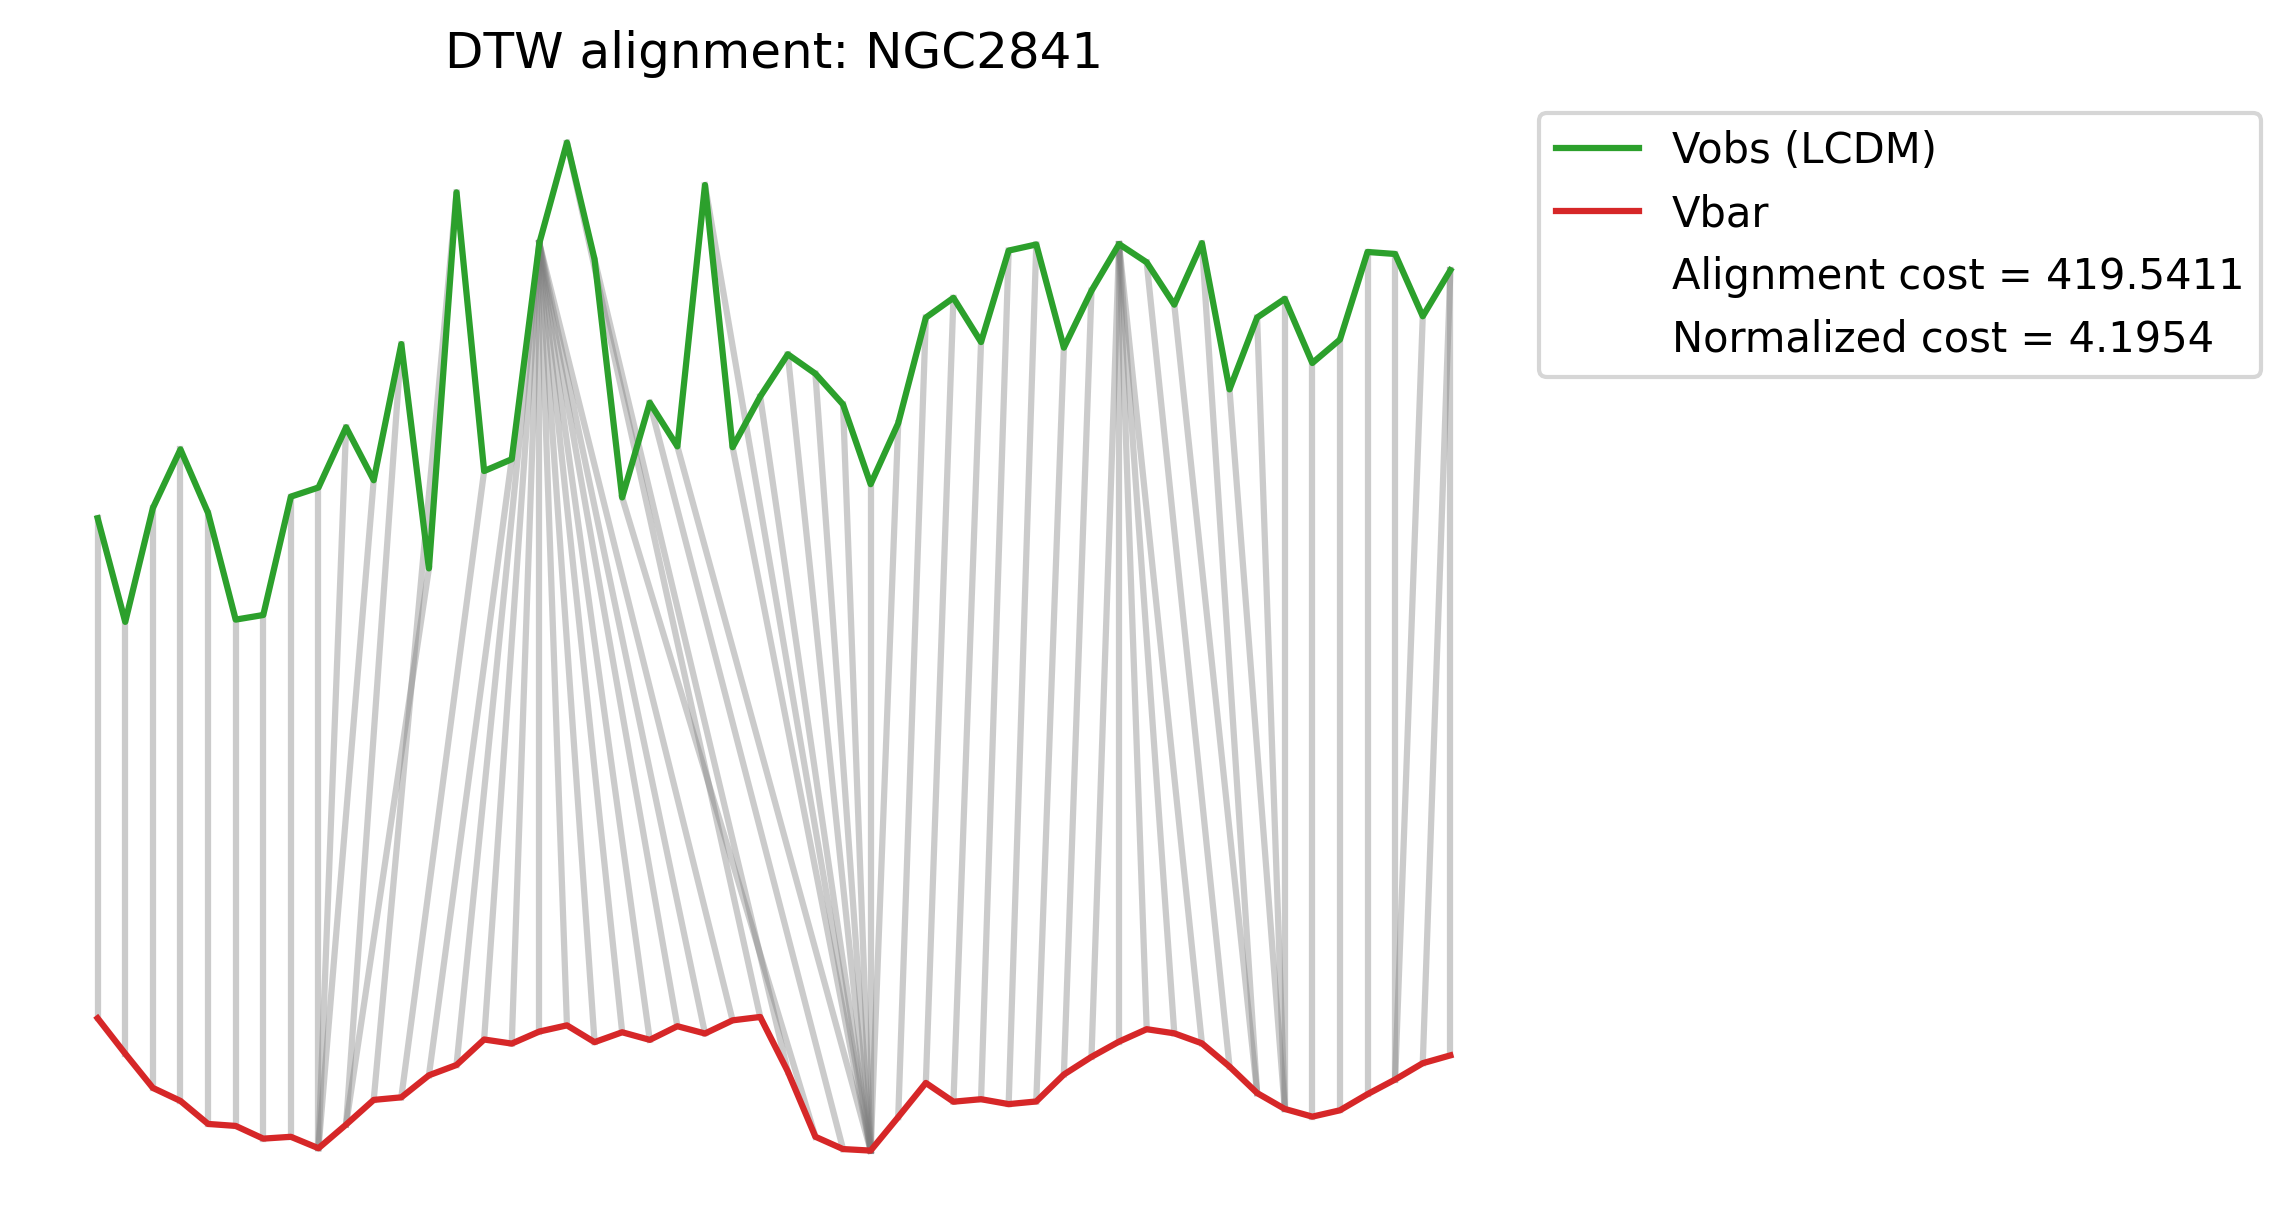 DTW alignment: NGC2841
Vobs (LCDM)
Vbar
Alignment cost = 419.5411
Normalized cost = 4.1954